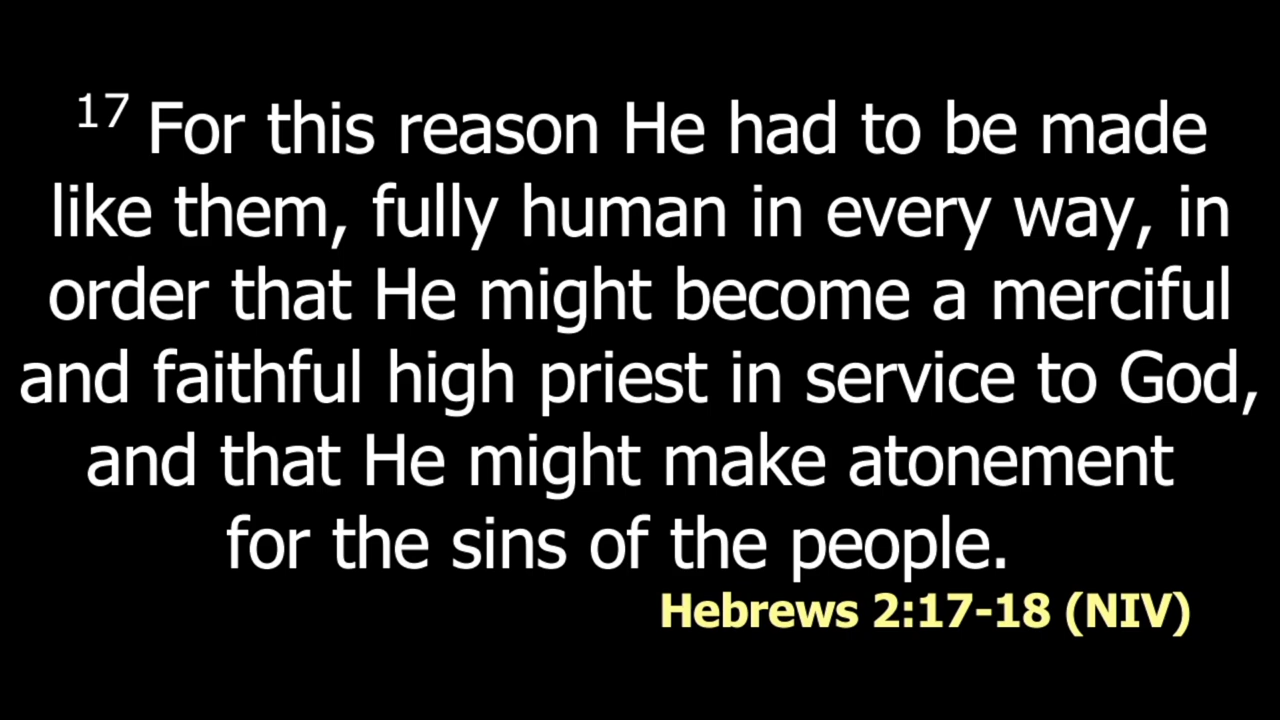 17 For this reason He had to be made
like them, fully human in every way, in
order that He might become a merciful
and faithful high priest in service to God,
and that He might make atonement
for the sins of the people.
Hebrews 2:17-18 (NIV)